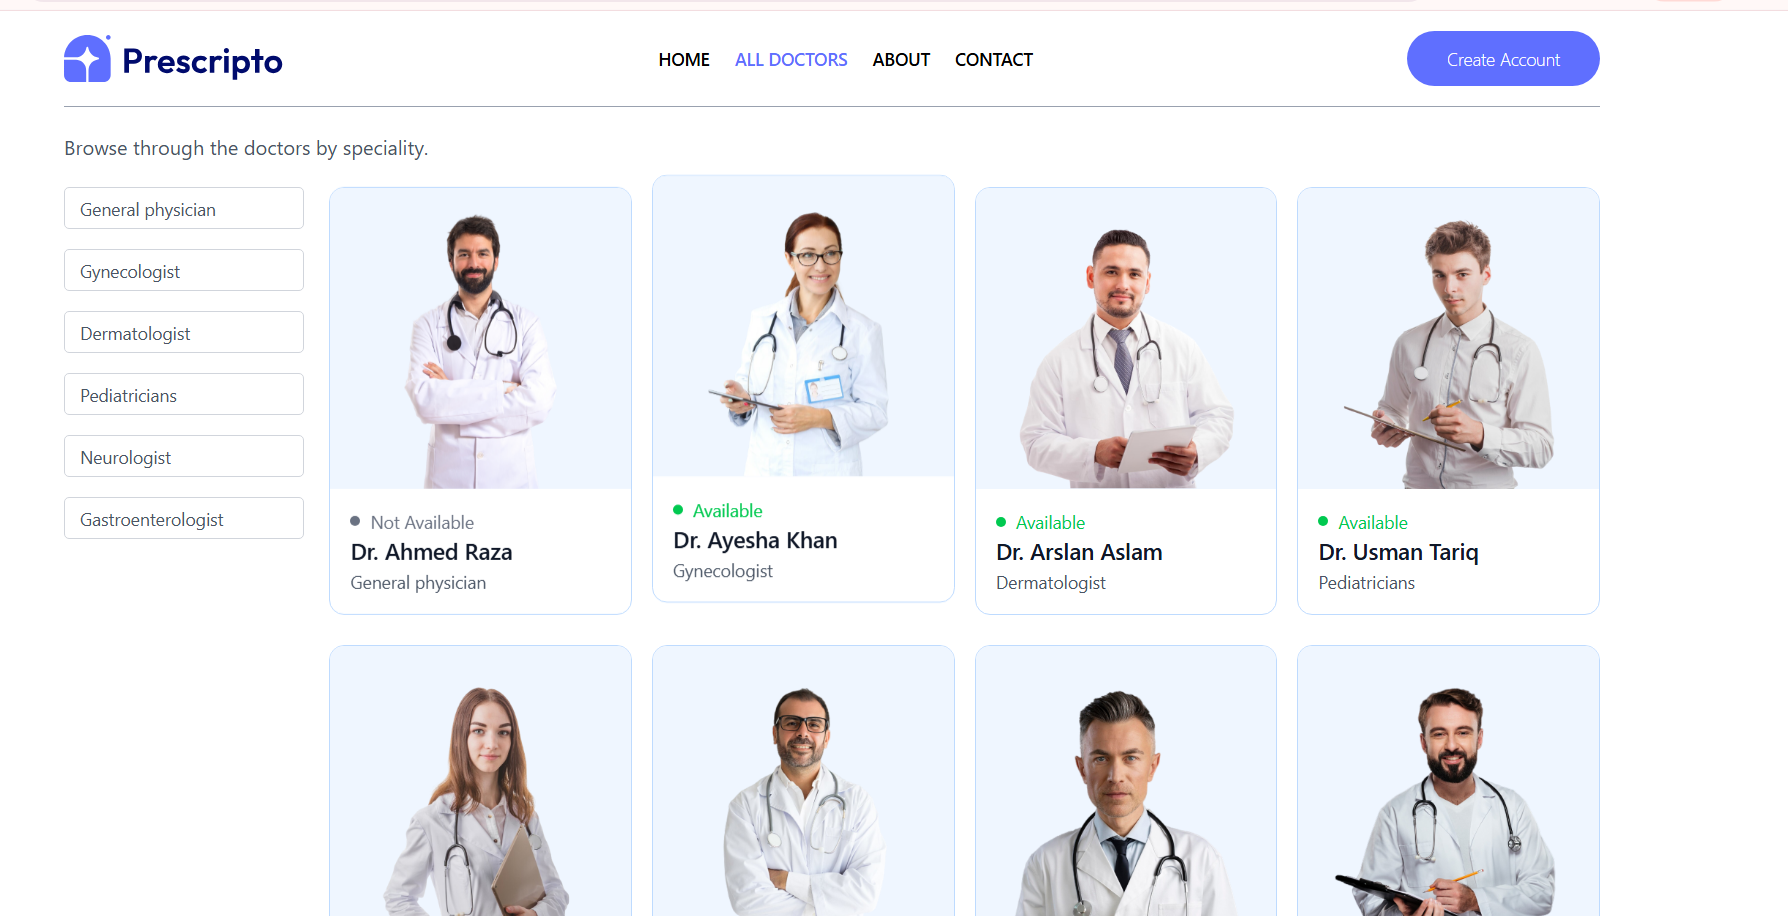 Prescripto
HOME ALL DOCTORS ABOUT CONTACT
Create Account
Browse through the doctors by speciality.
General physician
Gynecologist
Dermatologist
Pediatricians
Neurologist
Gastroenterologist
Not Available
Dr. Ahmed Raza
General physician
Available
Dr. Ayesha Khan
Gynecologist
Available
Dr. Arslan Aslam
Dermatologist
Available
Dr. Usman Tariq
Pediatricians